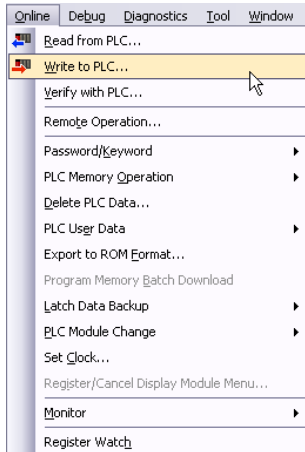 Online Debug Diagnostics Tool Window
Read from PLC...
Write to PLC...
Verify with PLC...
Remote Operation...
Password/Keyword
PLC Memory Operation
Delete PLC Data...
PLC User Data
Export to ROM Format...
Program Memory Batch Download
Latch Data Backup
PLC Module Change
Set Clock...
Register/Cancel Display Module Menu...
Monitor
Register Watch